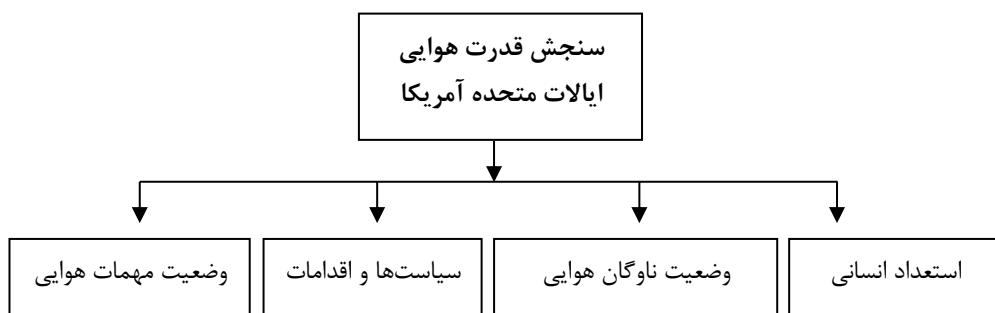 سنجش قدرت هوایی
ایالات متحده آمریکا
استعداد انسانی
وضعیت ناوگان هوایی
سیاست‌ها و اقدامات
وضعیت مهمات هوایی